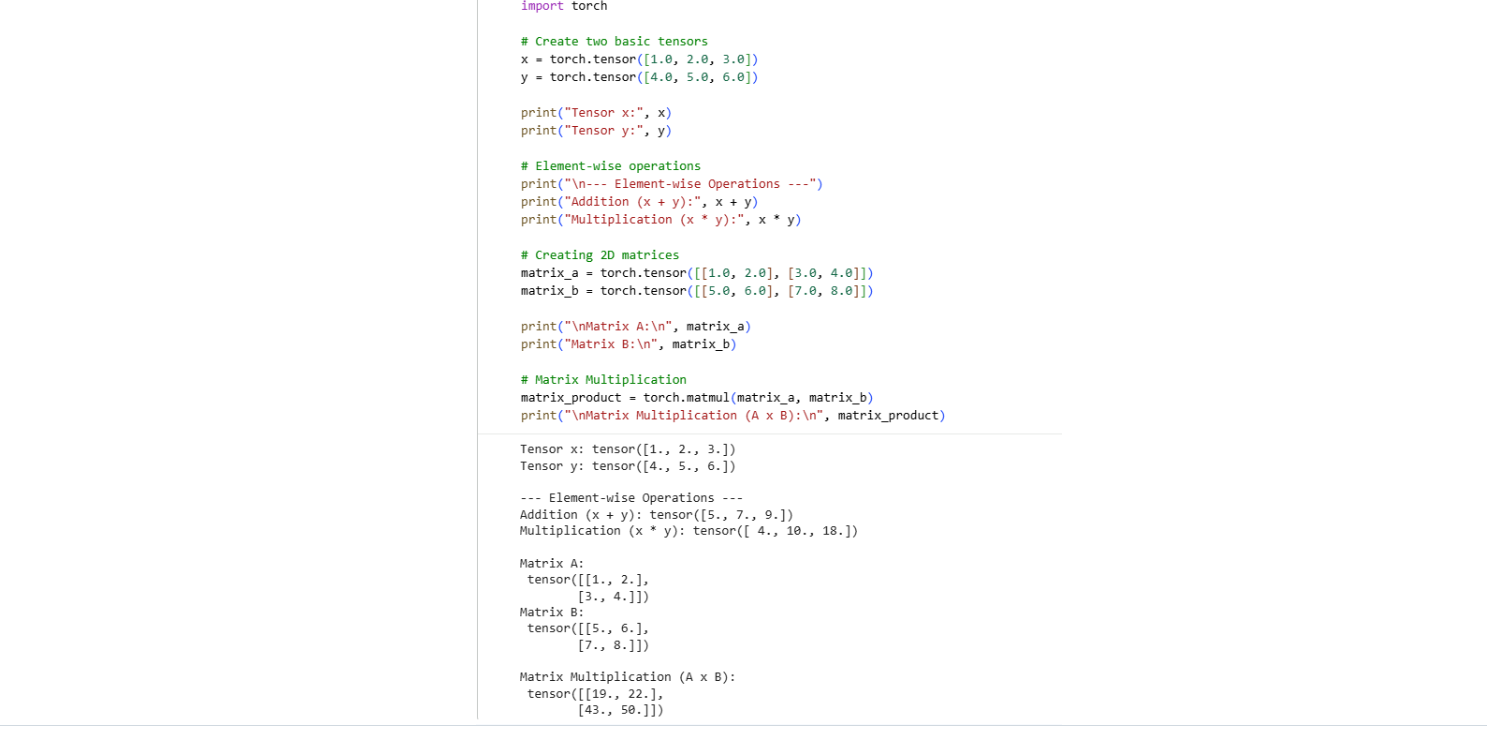 import torch
# Create two basic tensors
x = torch.tensor([1.0, 2.0, 3.0])
y = torch.tensor([4.0, 5.0, 6.0])
print("Tensor x:", x)
print("Tensor y:", y)
# Element-wise operations
print("\n--- Element-wise Operations ---")
print("Addition (x + y):", x + y)
print("Multiplication (x * y):", x * y)
# Creating 2D matrices
matrix_a = torch.tensor([[1.0, 2.0], [3.0, 4.0]])
matrix_b = torch.tensor([[5.0, 6.0], [7.0, 8.0]])
print("\nMatrix A:\n", matrix_a)
print("Matrix B:\n", matrix_b)
# Matrix Multiplication
matrix_product = torch.matmul(matrix_a, matrix_b)
print("\nMatrix Multiplication (A x B):\n", matrix_product)
Tensor x: tensor([1., 2., 3.])
Tensor y: tensor([4., 5., 6.])
--- Element-wise Operations ---
Addition (x + y): tensor([5., 7., 9.])
Multiplication (x * y): tensor([ 4., 10., 18.])
Matrix A:
 tensor([[1., 2.],
        [3., 4.]])
Matrix B:
 tensor([[5., 6.],
        [7., 8.]])
Matrix Multiplication (A x B):
 tensor([[19., 22.],
        [43., 50.]])